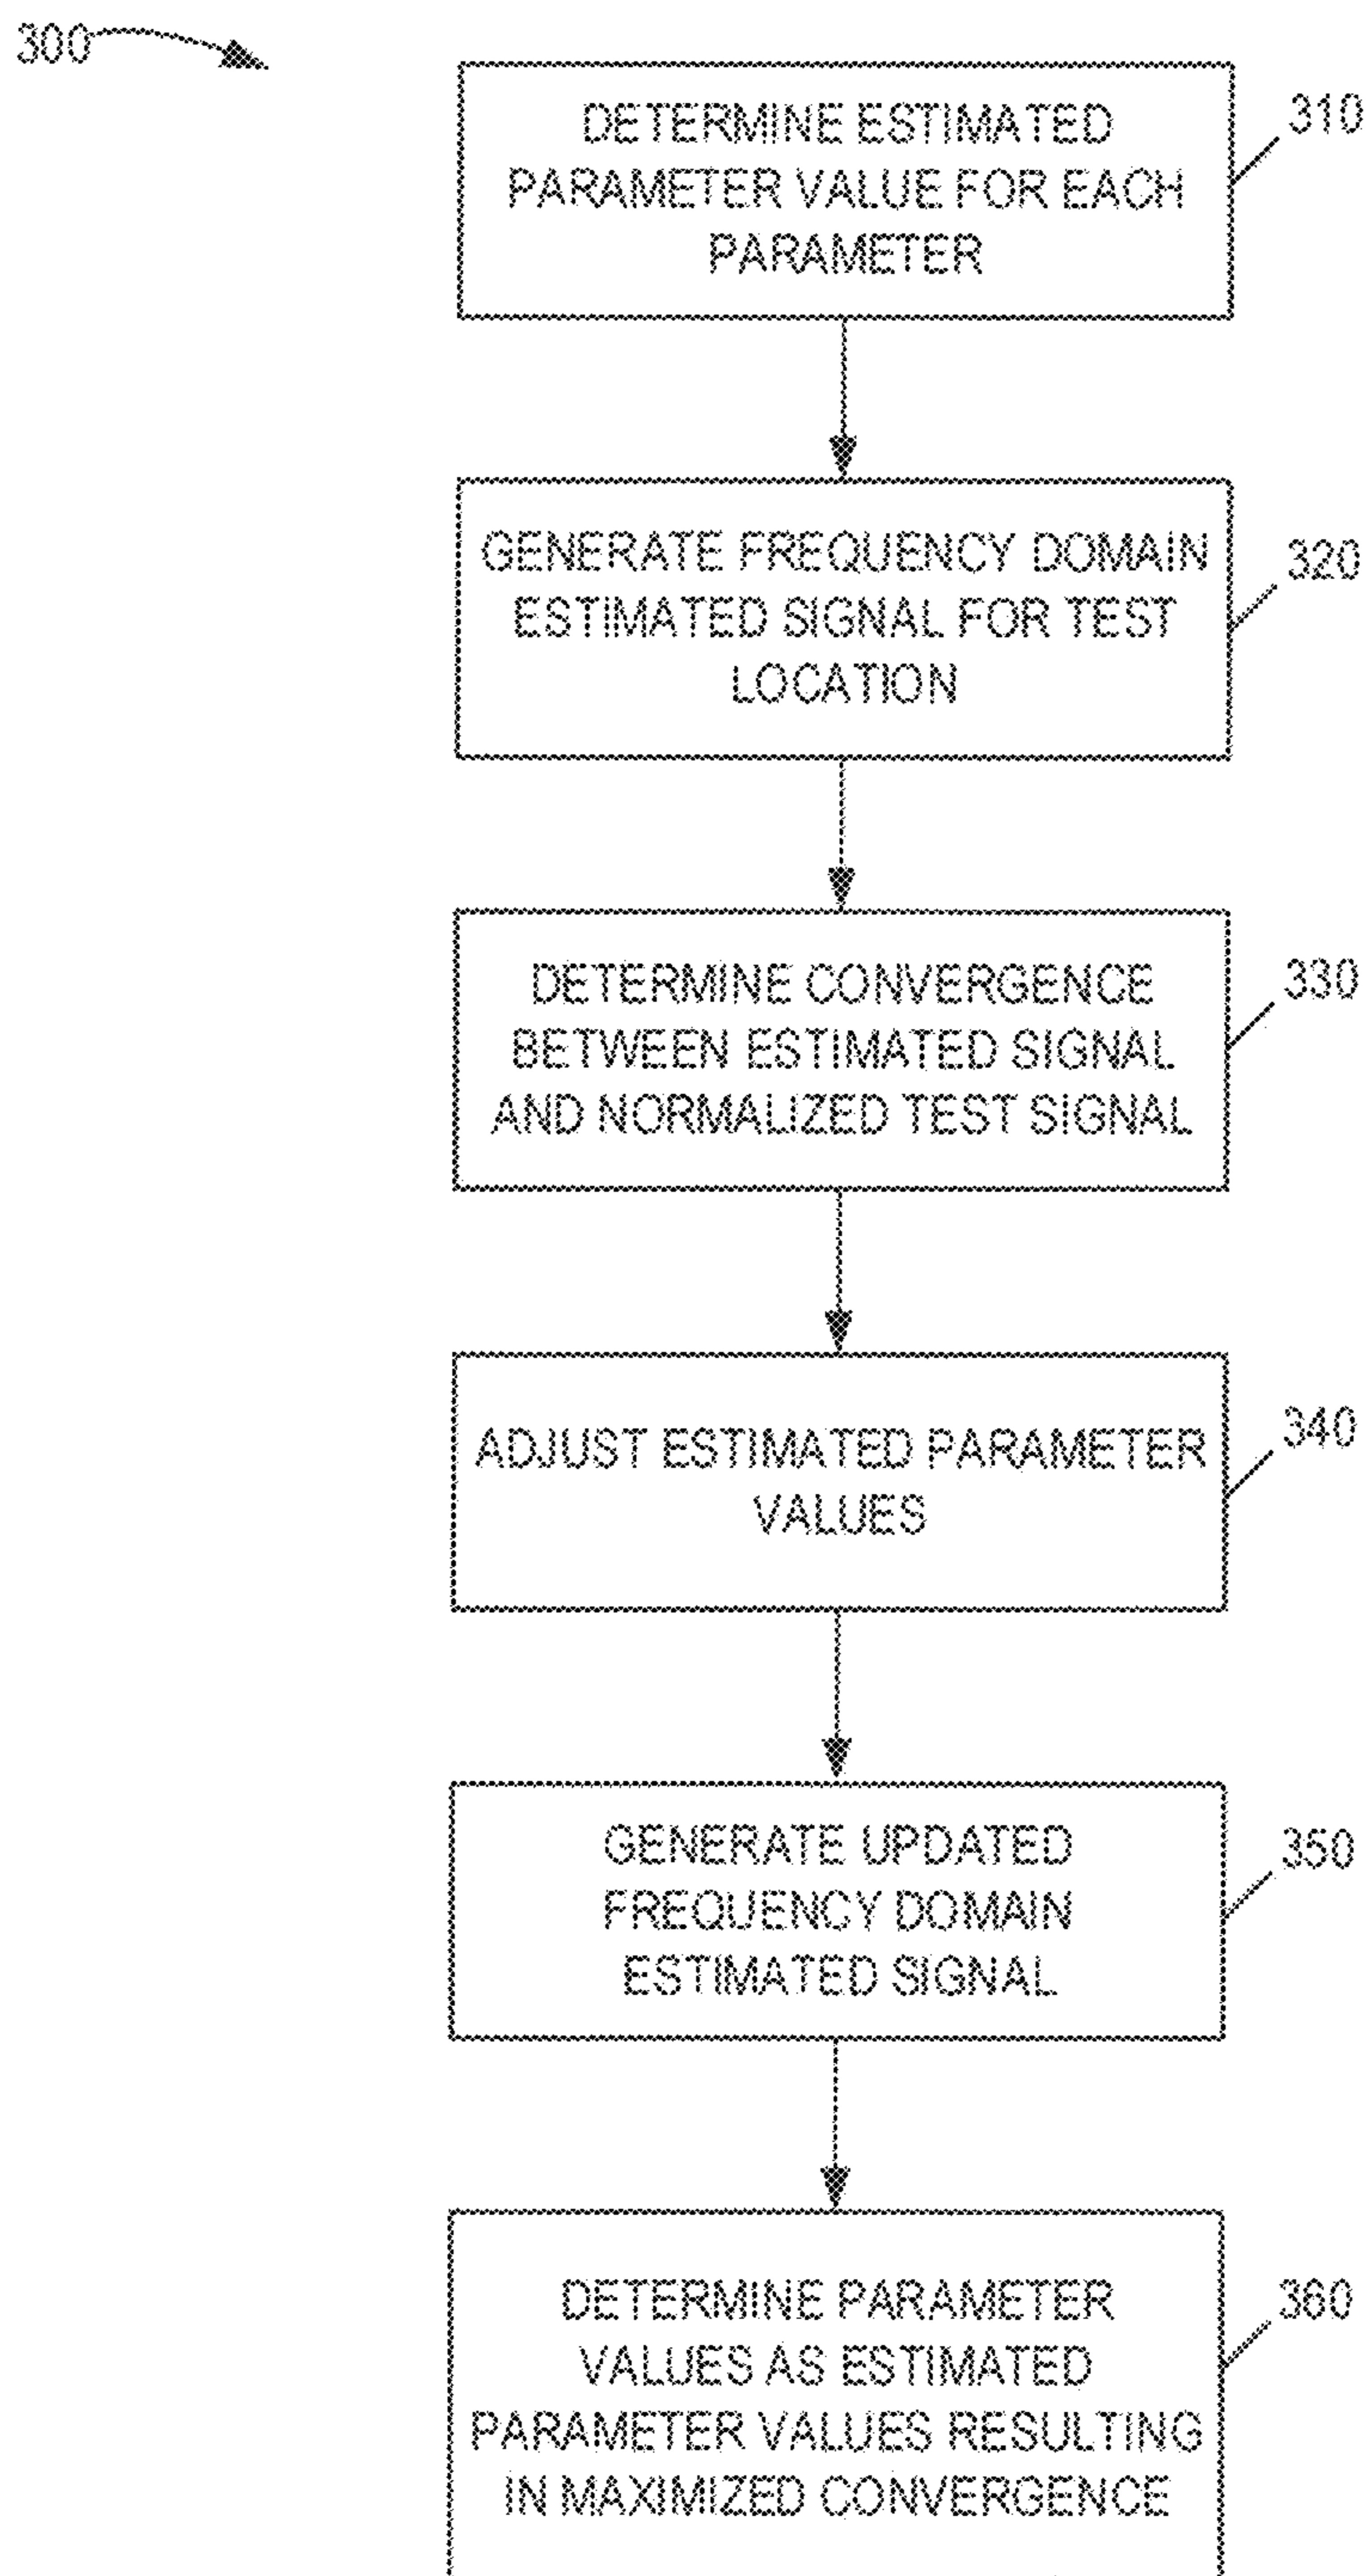 300
DETERMINE ESTIMATED
PARAMETER VALUE FOR EACH
PARAMETER
310
GENERATE FREQUENCY DOMAIN
ESTIMATED SIGNAL FOR TEST
LOCATION
320
DETERMINE CONVERGENCE
BETWEEN ESTIMATED SIGNAL
AND NORMALIZED TEST SIGNAL
330
ADJUST ESTIMATED PARAMETER
VALUES
340
GENERATE UPDATED
FREQUENCY DOMAIN
ESTIMATED SIGNAL
350
DETERMINE PARAMETER
VALUES AS ESTIMATED
PARAMETER VALUES RESULTING
IN MAXIMIZED CONVERGENCE
360